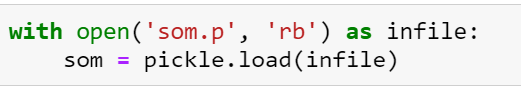 with open('som.p', 'rb') as infile:
    som = pickle.load(infile)